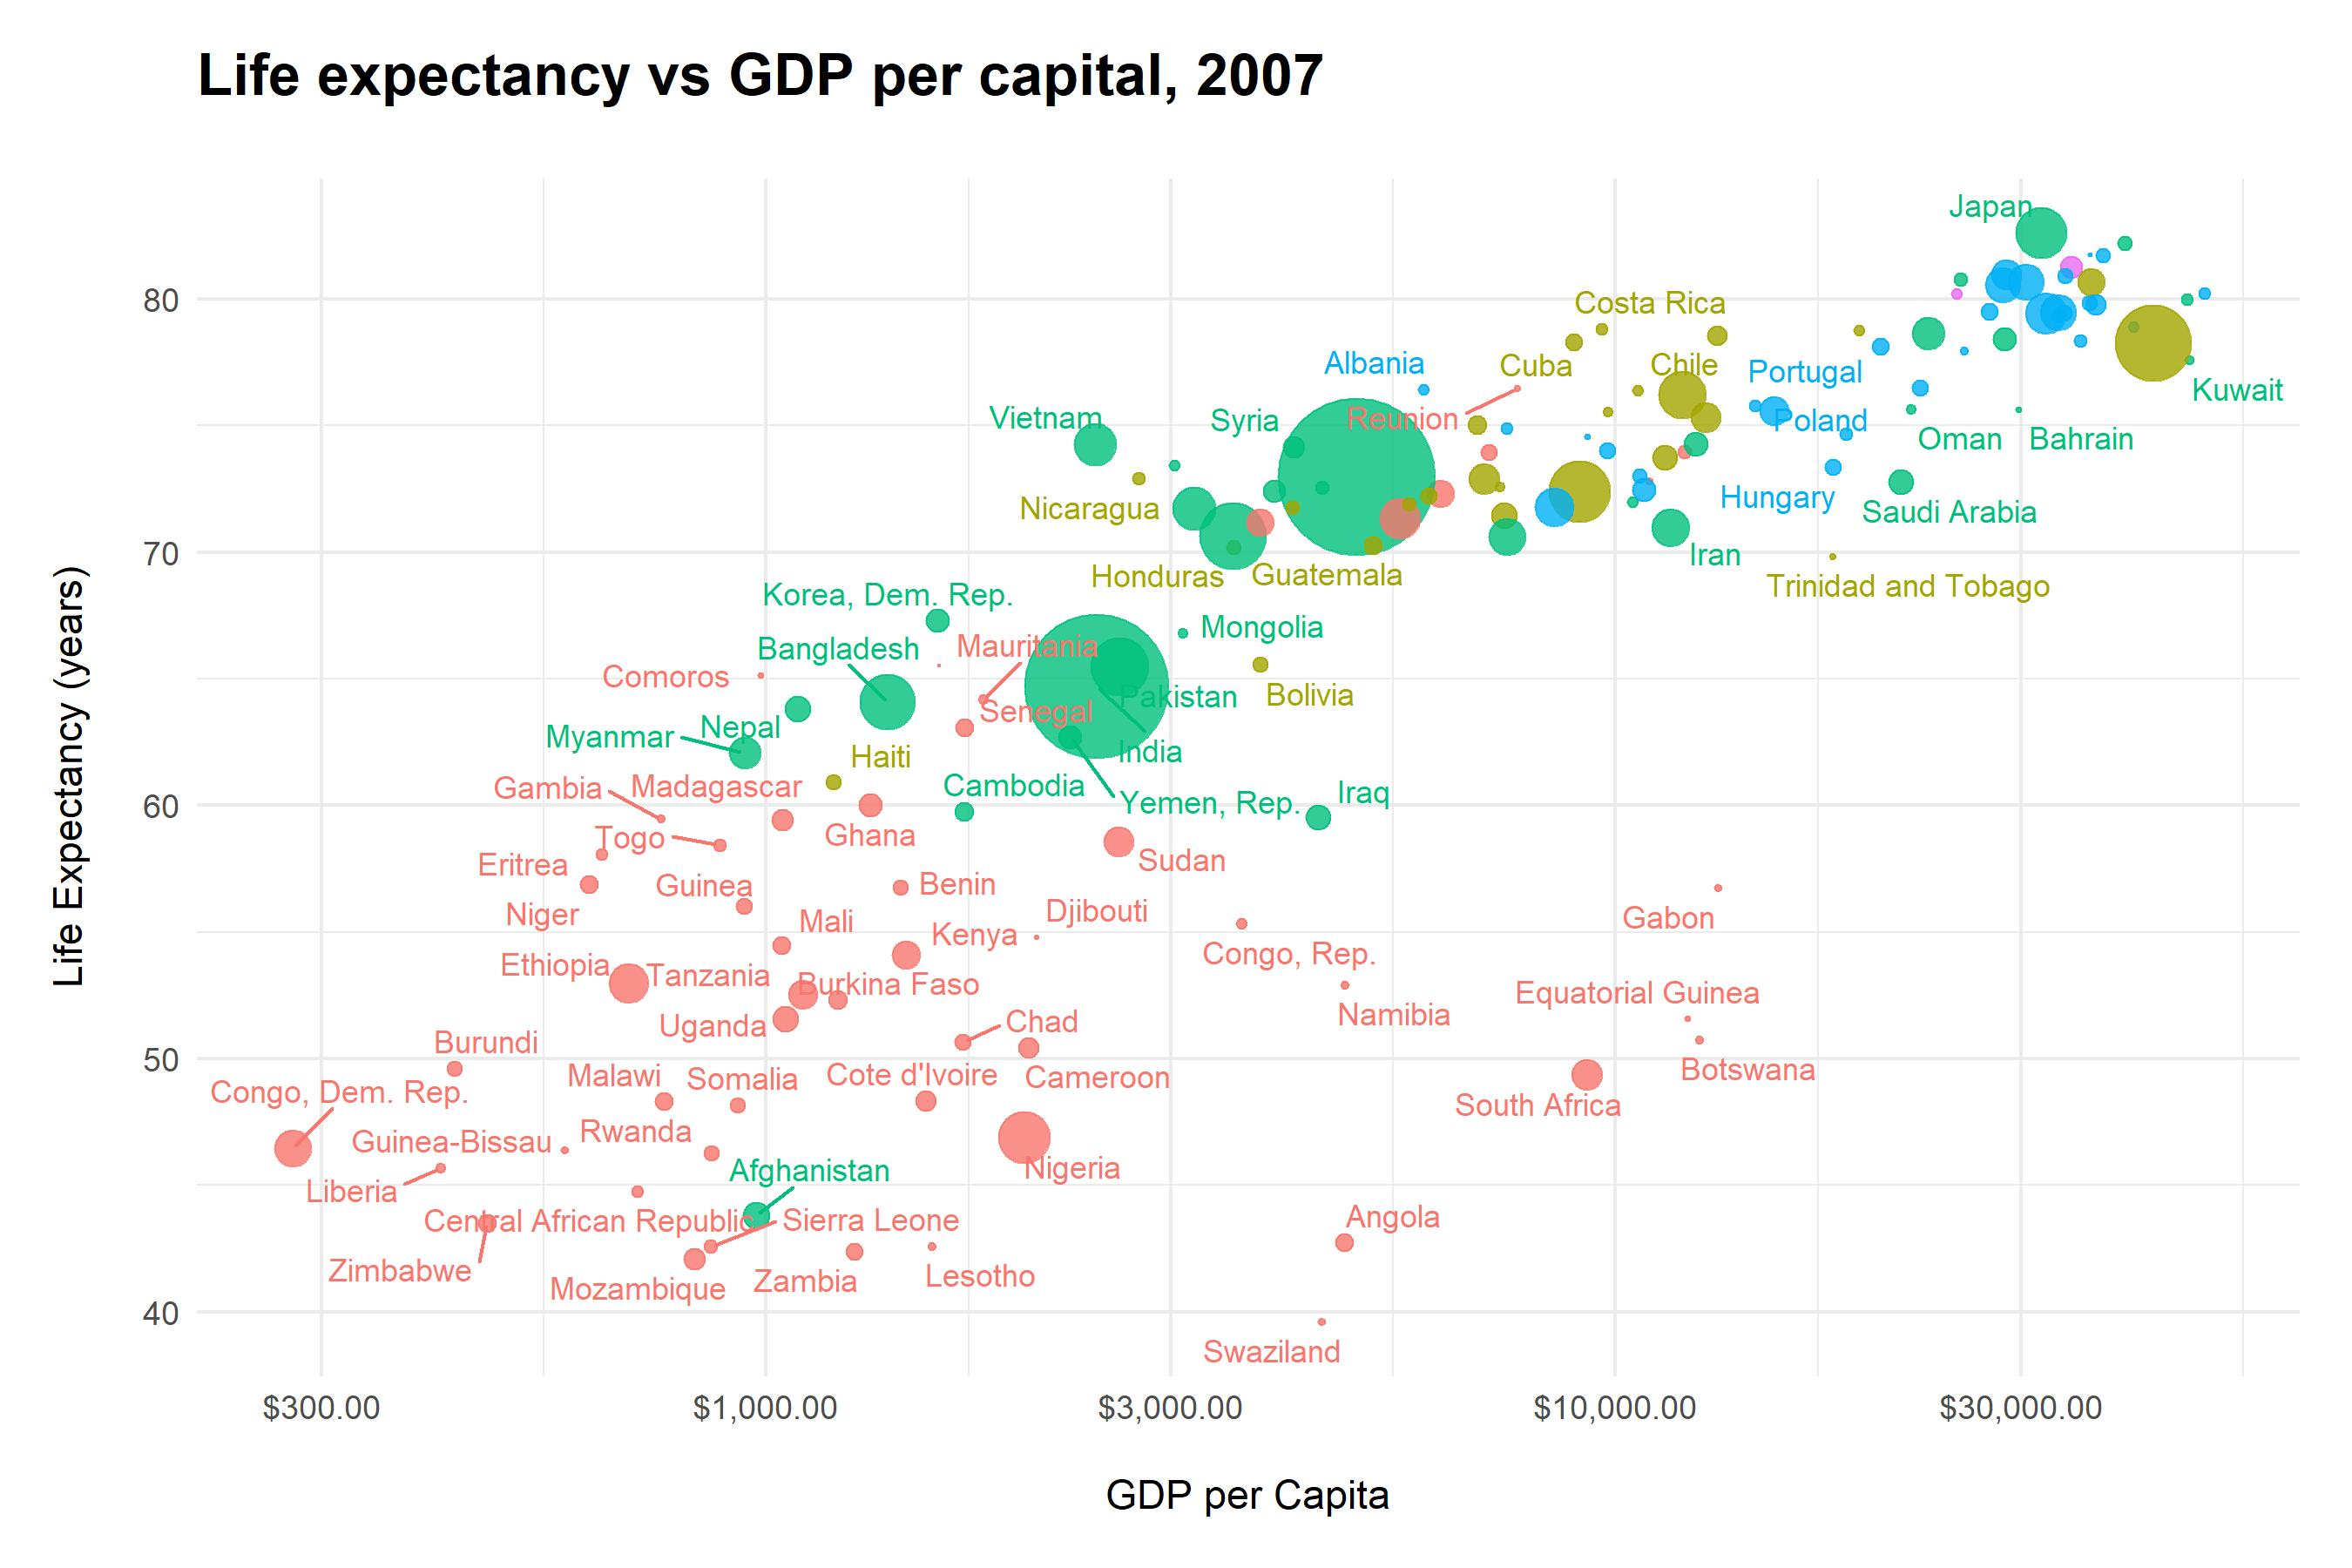 Life expectancy vs GDP per capital, 2007
Life Expectancy (years)
80
70
60
50
40
Japan
Costa Rica
Albania
Cuba
Chile
Portugal
Kuwait
Vietnam
Syria
Reunion
Poland
Oman
Bahrain
Nicaragua
Hungary
Saudi Arabia
Iran
Honduras
Guatemala
Trinidad and Tobago
Korea, Dem. Rep.
Mongolia
Bangladesh
Mauritania
Comoros
Pakistan
Bolivia
Senegal
Nepal
Myanmar
India
Haiti
Gambia
Madagascar
Cambodia
Yemen, Rep.
Iraq
Togo
Ghana
Eritrea
Sudan
Guinea
Benin
Niger
Mali
Djibouti
Gabon
Kenya
Congo, Rep.
Ethiopia
Tanzania
Burkina Faso
Equatorial Guinea
Namibia
Uganda
Chad
Burundi
Malawi
Somalia
Cote d'Ivoire
Cameroon
Botswana
Congo, Dem. Rep.
South Africa
Guinea-Bissau
Rwanda
Afghanistan
Nigeria
Liberia
Central African Republic
Sierra Leone
Angola
Zimbabwe
Mozambique
Zambia
Lesotho
Swaziland
$300.00
$1,000.00
$3,000.00
$10,000.00
$30,000.00
GDP per Capita